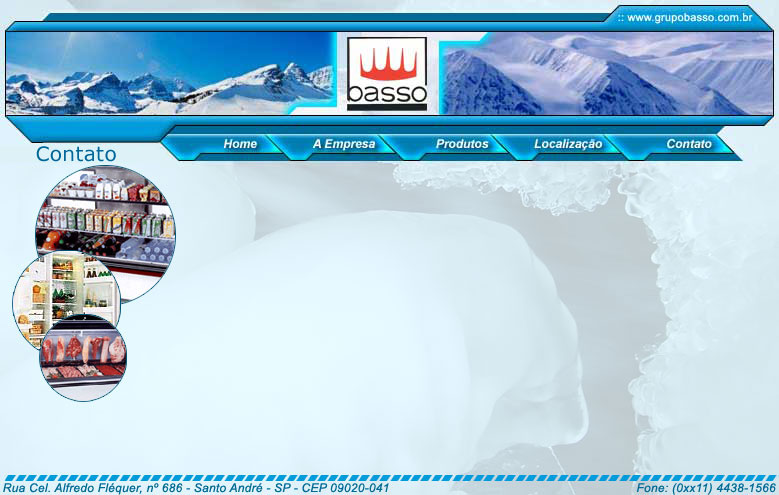 :: www.grupobasso.com.br
basso
Home A Empresa Produtos Localização Contato
Contato
Rua Cel. Alfredo Fléquer, nº 686 - Santo André - SP - CEP 09020-041 Fone: (0xx11) 4438-1566